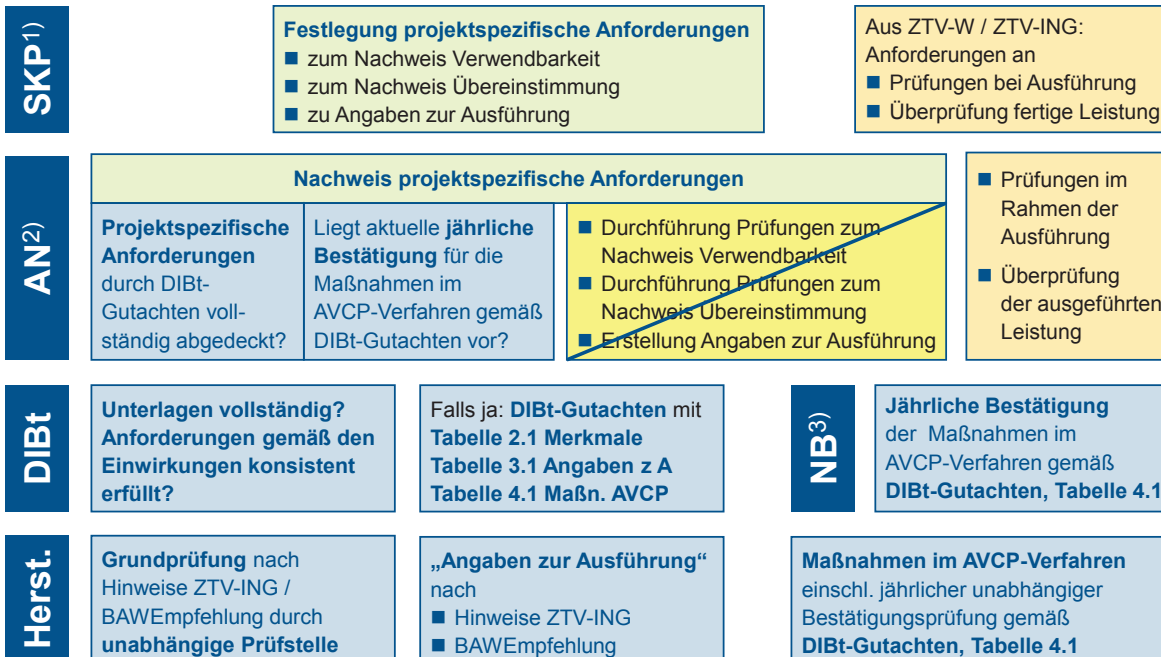 SKP1)
Festlegung projektspezifische Anforderungen
■ zum Nachweis Verwendbarkeit
■ zum Nachweis Übereinstimmung
■ zu Angaben zur Ausführung
Aus ZTV-W / ZTV-ING:
Anforderungen an
■ Prüfungen bei Ausführung
■ Überprüfung fertige Leistung
AN2)
Nachweis projektspezifische Anforderungen
Projektspezifische
Anforderungen
durch DIBt-
Gutachten voll-
ständig abgedeckt?
Liegt aktuelle jährliche
Bestätigung für die
Maßnahmen im
AVCP-Verfahren gemäß
DIBt-Gutachten vor?
■ Durchführung Prüfungen zum
Nachweis Verwendbarkeit
■ Durchführung Prüfungen zum
Nachweis Übereinstimmung
■ Erstellung Angaben zur Ausführung
■ Prüfungen im
Rahmen der
Ausführung
■ Überprüfung
der ausgeführten
Leistung
DIBt
Unterlagen vollständig?
Anforderungen gemäß den
Einwirkungen konsistent
erfüllt?
Falls ja: DIBt-Gutachten mit
Tabelle 2.1 Merkmale
Tabelle 3.1 Angaben z A
Tabelle 4.1 Maßn. AVCP
NB3)
Jährliche Bestätigung
der Maßnahmen im
AVCP-Verfahren gemäß
DIBt-Gutachten, Tabelle 4.1
Herst.
Grundprüfung nach
Hinweise ZTV-ING /
BAWEmpfehlung durch
unabhängige Prüfstelle
„Angaben zur Ausführung“
nach
■ Hinweise ZTV-ING
■ BAWEmpfehlung
Maßnahmen im AVCP-Verfahren
einschl. jährlicher unabhängiger
Bestätigungsprüfung gemäß
DIBt-Gutachten, Tabelle 4.1